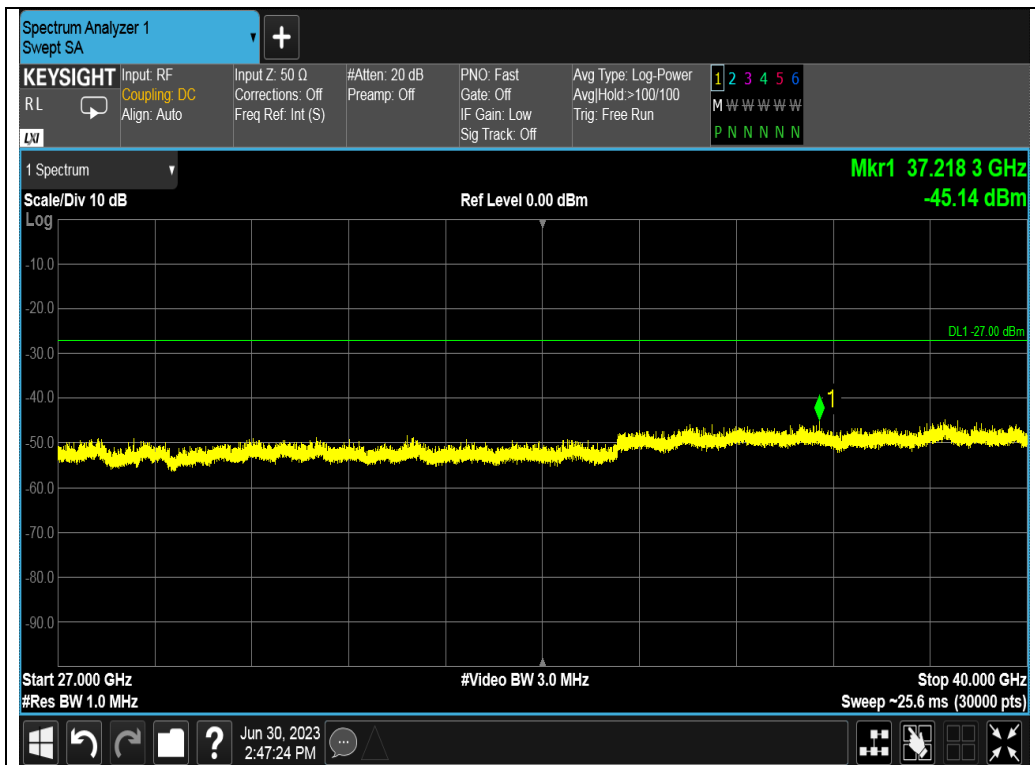 Spectrum Analyzer 1
Swept SA
KEYSIGHT
RL
LXI
Input: RF
Coupling: DC
Align: Auto
Input Z: 50 Ω
Corrections: Off
Freq Ref: Int (S)
#Atten: 20 dB
Preamp: Off
PNO: Fast
Gate: Off
IF Gain: Low
Sig Track: Off
Avg Type: Log-Power
Avg|Hold:>100/100
Trig: Free Run
1 2 3 4 5 6
M W W W W W
P N N N N N
1 Spectrum
Mkr1 37.218 3 GHz
-45.14 dBm
Scale/Div 10 dB
Ref Level 0.00 dBm
Log
-10.0
-20.0
DL1 -27.00 dBm
-30.0
-40.0
1
-50.0
-60.0
-70.0
-80.0
-90.0
Start 27.000 GHz
#Video BW 3.0 MHz
Stop 40.000 GHz
#Res BW 1.0 MHz
Sweep ~25.6 ms (30000 pts)
Jun 30, 2023
2:47:24 PM